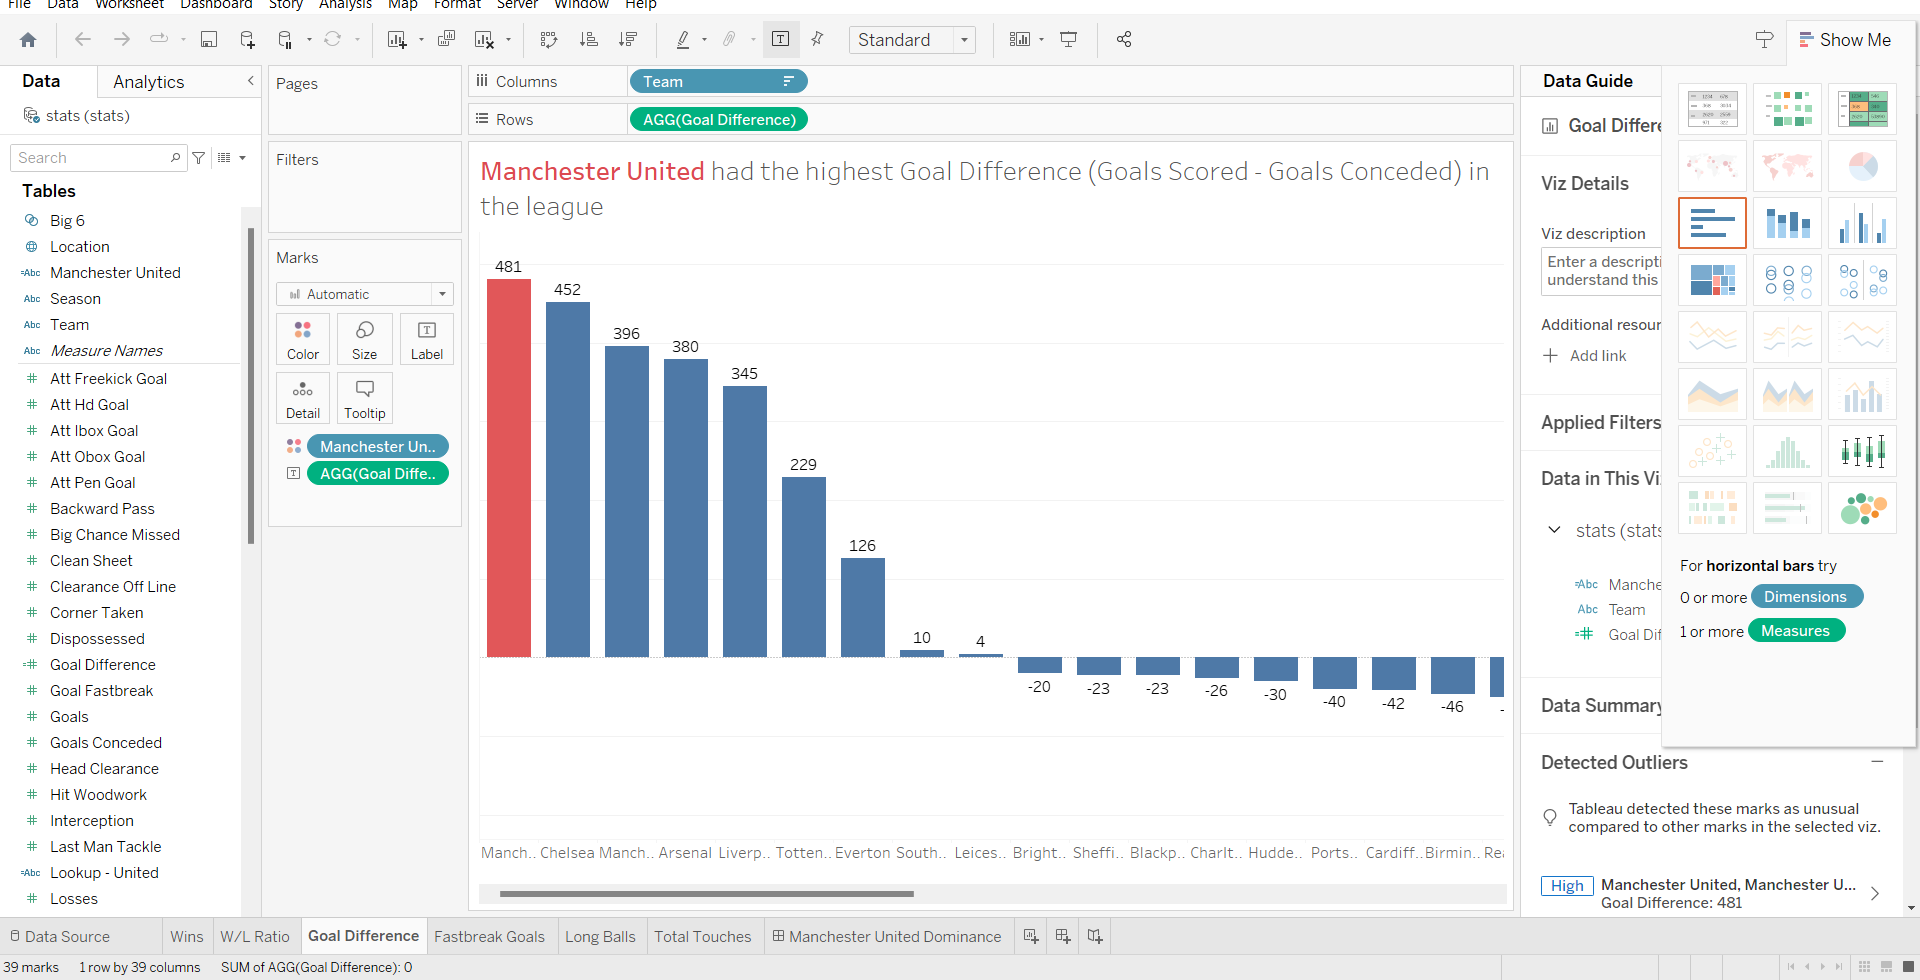 File Data Worksheet Dashboard Story Analysis Map Format Server Window Help
Standard
Show Me
Data
Analytics
stats (stats)
Search
Tables
Big 6
Location
Abc Manchester United
Abc Season
Abc Team
Abc Measure Names
Att Freekick Goal
Att Hd Goal
Att Ibox Goal
Att Obox Goal
Att Pen Goal
Backward Pass
Big Chance Missed
Clean Sheet
Clearance Off Line
Corner Taken
Dispossessed
Goal Difference
Goal Fastbreak
Goals
Goals Conceded
Head Clearance
Hit Woodwork
Interception
Last Man Tackle
Abc Lookup - United
Losses
Pages
Filters
Marks
Automatic
Color
Size
Label
Detail
Tooltip
Manchester Un..
AGG(Goal Diffe..
Columns
Team
Rows
AGG(Goal Difference)
Manchester United had the highest Goal Difference (Goals Scored - Goals Conceded) in
the league
481
452
396
380
345
229
126
10
4
-20
-23
-23
-26
-30
-40
-42
-46
-
Manch.. Chelsea Manch.. Arsenal Liverp.. Totten.. Everton South.. Leices.. Bright.. Sheffi.. Blackp.. Charlt.. Hudde.. Ports.. Cardiff.. Birmin.. Rea
Data Guide
Goal Differe
Viz Details
Viz description
Enter a descripti
understand this
Additional resour
Add link
Applied Filters
Data in This Vi
stats (stats
Abc Manche
Abc Team
Goal Dif
Data Summary
Detected Outliers
Tableau detected these marks as unusual
compared to other marks in the selected viz.
High
Manchester United, Manchester U...
Goal Difference: 481
For horizontal bars try
0 or more Dimensions
1 or more Measures
Data Source
Wins
W/L Ratio
Goal Difference
Fastbreak Goals
Long Balls
Total Touches
Manchester United Dominance
39 marks 1 row by 39 columns SUM of AGG(Goal Difference): 0